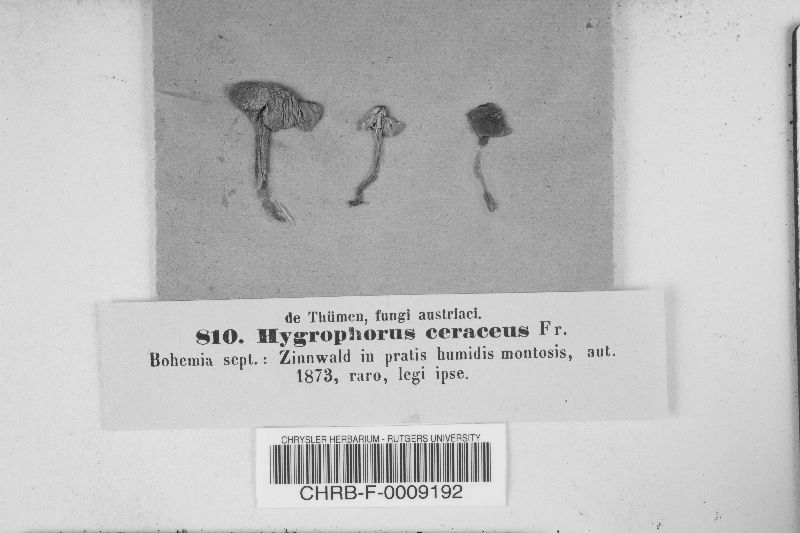 de Thümen, fungi austriaci.
810. Hygrophorus ceraceus Fr.
Bohemia sept.: Zinnwald in pratis humidis montosis, aut.
1873, raro, legi ipse.
CHRYSLER HERBARIUM - RUTGERS UNIVERSITY
CHRB-F-0009192